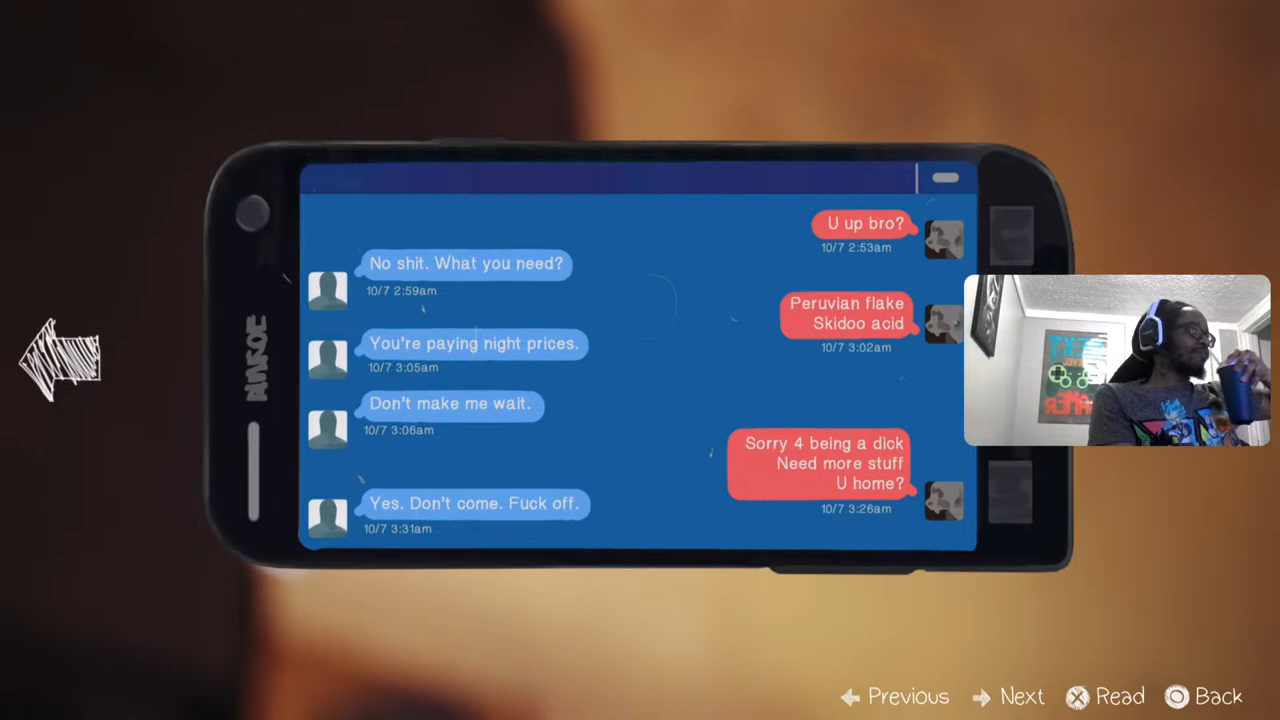 U up bro?
10/7 2:53am
No shit. What you need?
10/7 2:59am
Peruvian flake
Skidoo acid
10/7 3:02am
You're paying night prices.
10/7 3:05am
Don't make me wait.
10/7 3:06am
Sorry 4 being a dick
Need more stuff
U home?
10/7 3:26am
Yes. Don't come. Fuck off.
10/7 3:31am
Previous
Next
Read
Back